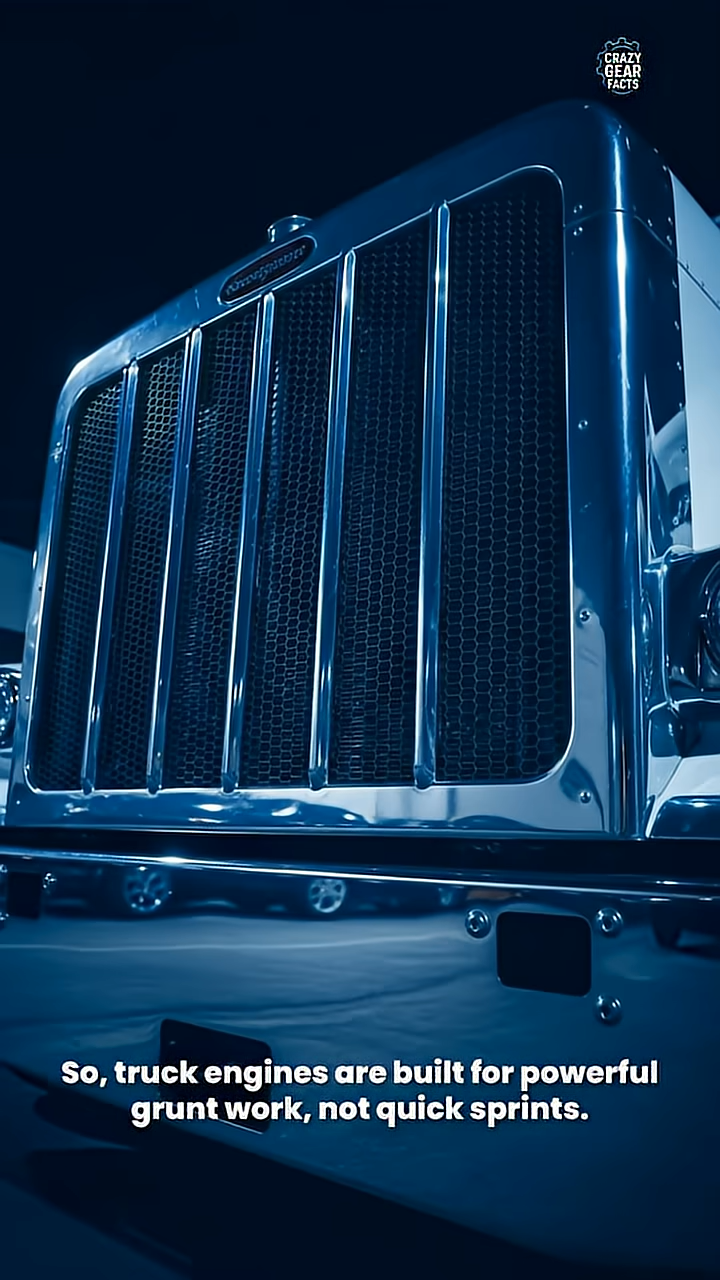 CRAZY
GEAR
FACTS
So, truck engines are built for powerful
grunt work, not quick sprints.